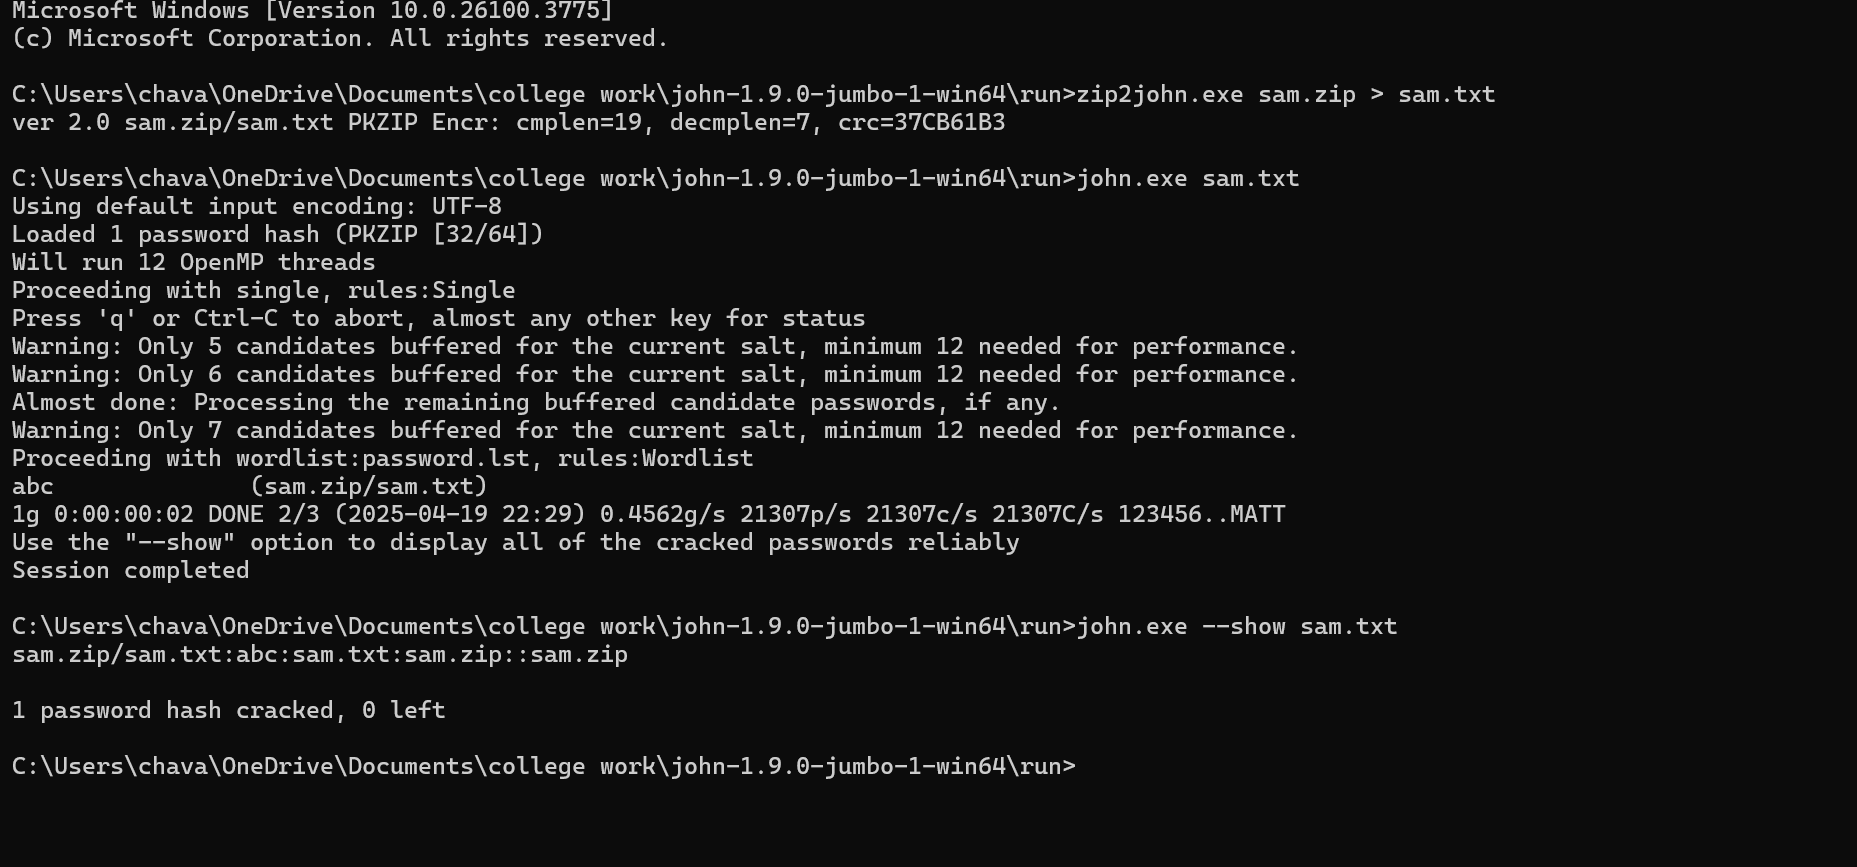 Microsoft Windows [Version 10.0.26100.3775]
(c) Microsoft Corporation. All rights reserved.
C:\Users\chava\OneDrive\Documents\college work\john-1.9.0-jumbo-1-win64\run>zip2john.exe sam.zip > sam.txt
ver 2.0 sam.zip/sam.txt PKZIP Encr: cmplen=19, decmplen=7, crc=37CB61B3
C:\Users\chava\OneDrive\Documents\college work\john-1.9.0-jumbo-1-win64\run>john.exe sam.txt
Using default input encoding: UTF-8
Loaded 1 password hash (PKZIP [32/64])
Will run 12 OpenMP threads
Proceeding with single, rules:Single
Press 'q' or Ctrl-C to abort, almost any other key for status
Warning: Only 5 candidates buffered for the current salt, minimum 12 needed for performance.
Warning: Only 6 candidates buffered for the current salt, minimum 12 needed for performance.
Almost done: Processing the remaining buffered candidate passwords, if any.
Warning: Only 7 candidates buffered for the current salt, minimum 12 needed for performance.
Proceeding with wordlist:password.lst, rules:Wordlist
abc              (sam.zip/sam.txt)
1g 0:00:00:02 DONE 2/3 (2025-04-19 22:29) 0.4562g/s 21307p/s 21307c/s 21307C/s 123456..MATT
Use the "--show" option to display all of the cracked passwords reliably
Session completed
C:\Users\chava\OneDrive\Documents\college work\john-1.9.0-jumbo-1-win64\run>john.exe --show sam.txt
sam.zip/sam.txt:abc:sam.txt:sam.zip::sam.zip
1 password hash cracked, 0 left
C:\Users\chava\OneDrive\Documents\college work\john-1.9.0-jumbo-1-win64\run>